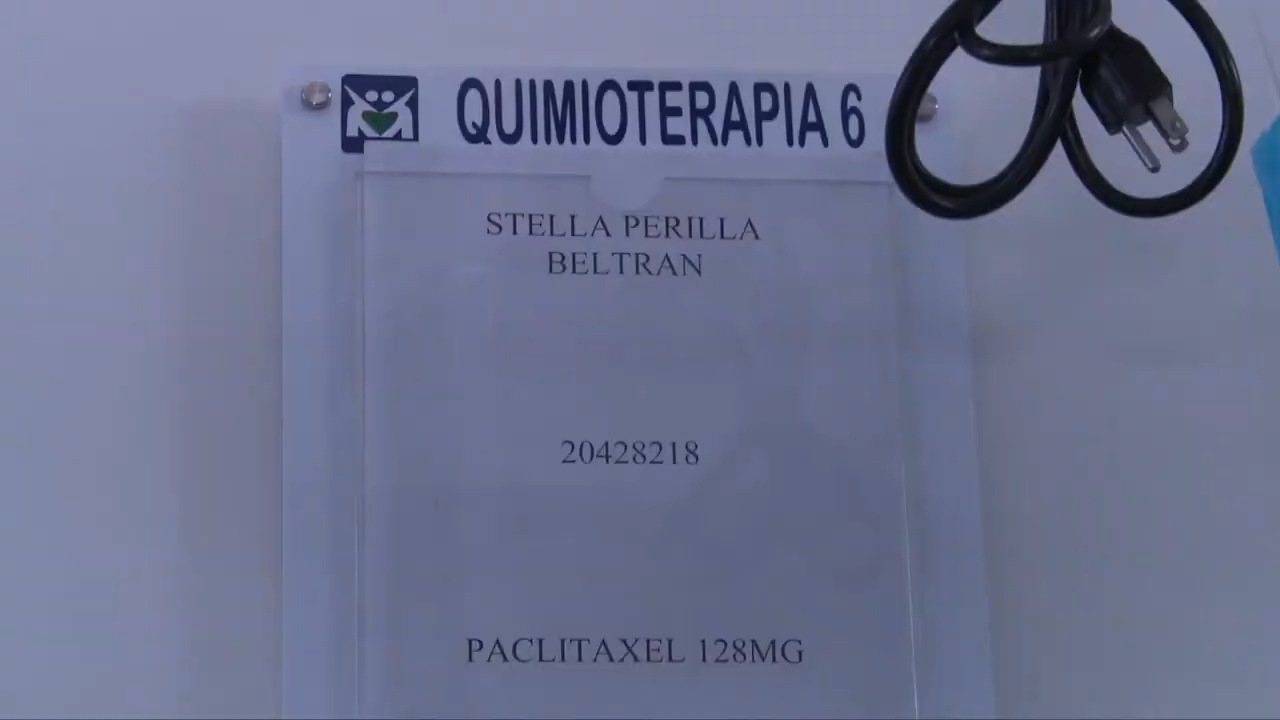 QUIMIOTERAPIA 6
STELLA PERILLA
BELTRAN
20428218
PACLITAXEL 128MG